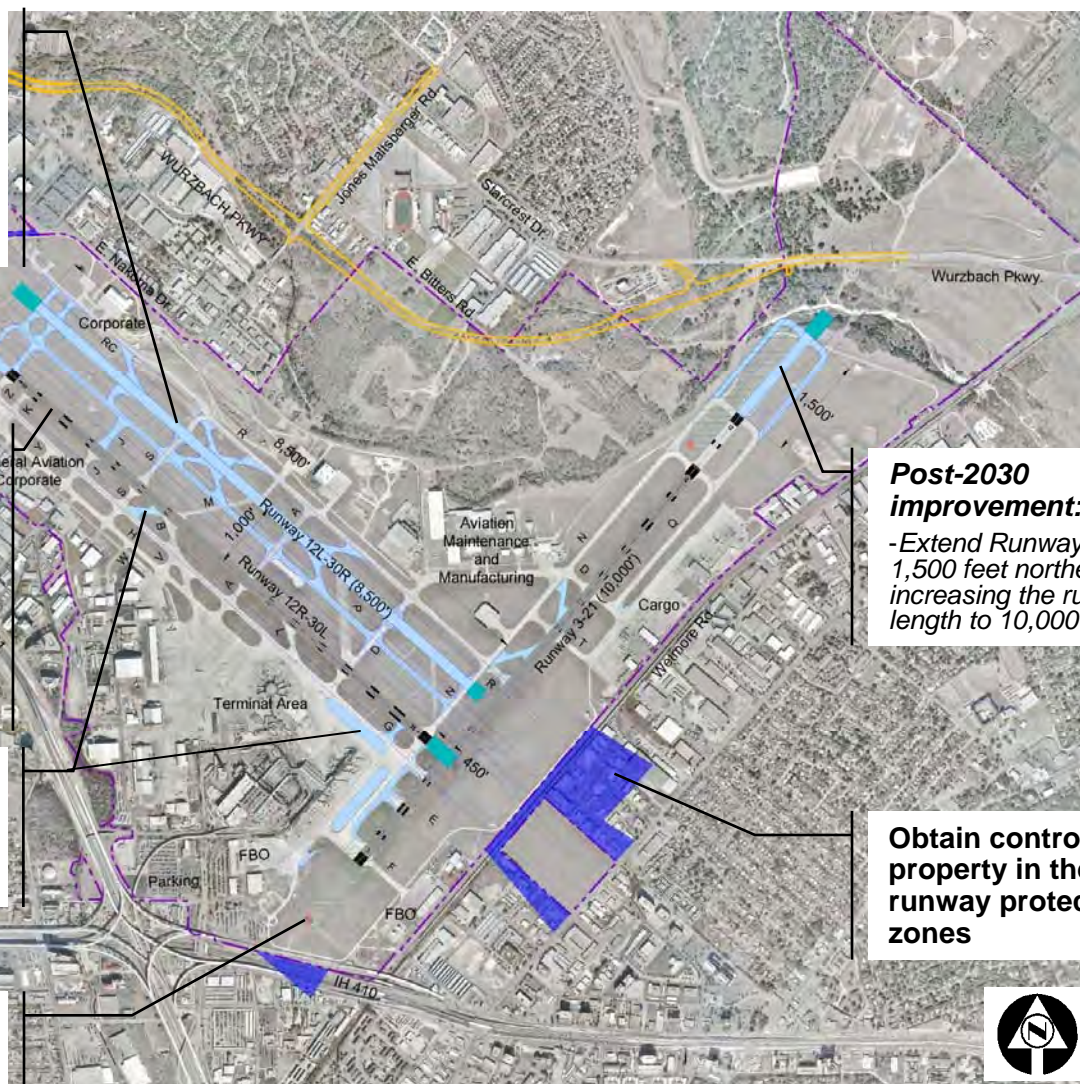 Jones Maltsberger Rd
WURZBACH PKWY
Starcrest Dr.
E. Nakoma Dr.
E. Bitters Rd
Wurzbach Pkwy.
Corporate
RC
8,500'
1,500'
eral Aviation
Corporate
1,000'
Runway 12L-30R (8,500')
Runway 12R-30L
Aviation
Maintenance
and
Manufacturing
Runway 3-21 (10,000')
Cargo
Wetmore Rd
Post-2030
improvement:
-Extend Runway
1,500 feet northe
increasing the ru
length to 10,000
Terminal Area
450'
FBO
Parking
FBO
IH 410
Obtain contro
property in the
runway protec
zones
N